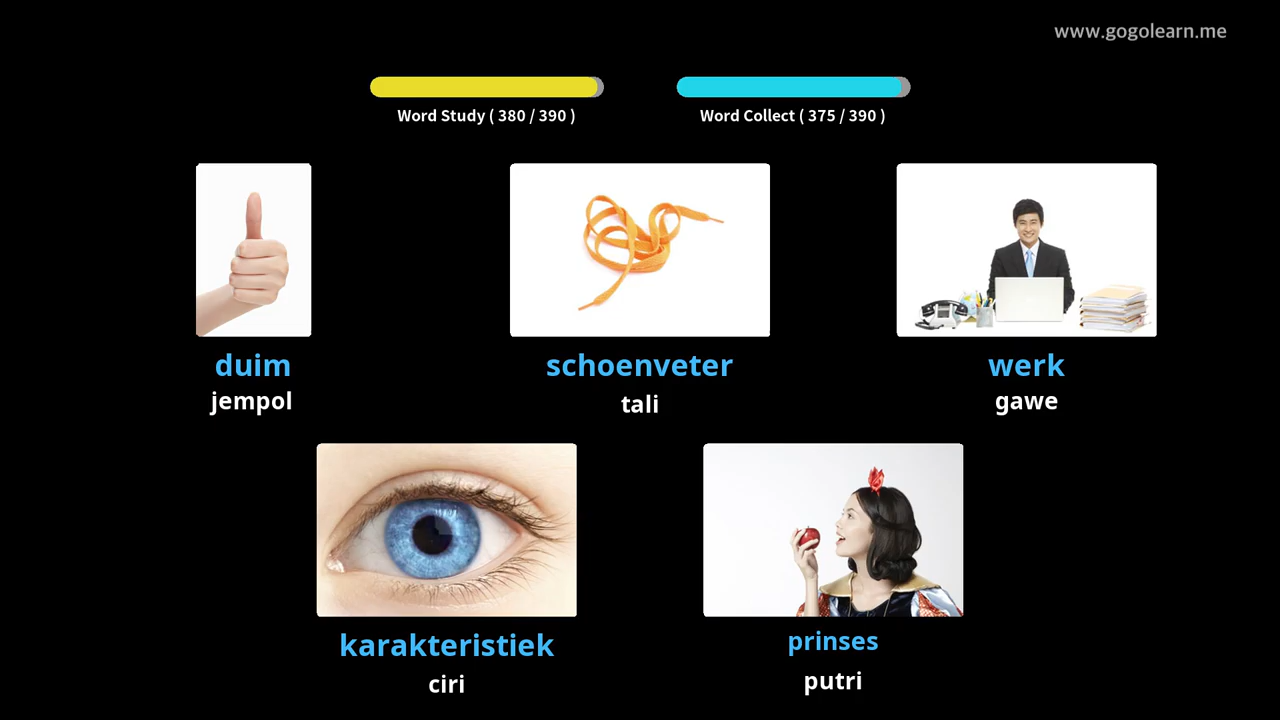 www.gogolearn.me
Word Study ( 380 / 390 )
Word Collect ( 375 / 390 )
duim
jempol
schoenveter
tali
werk
gawe
karakteristiek
ciri
prinses
putri